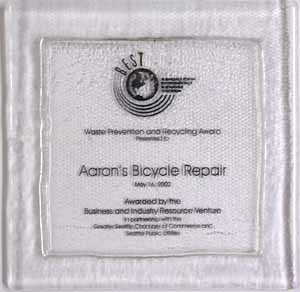 BEST
Waste Prevention and Recycling Award
Presented to
Aaron's Bicycle Repair
May 16, 2002
Awarded by the
Business and Industry Resource Venture
in partnership with the
Greater Seattle Chamber of Commerce and
Seattle Public Utilities